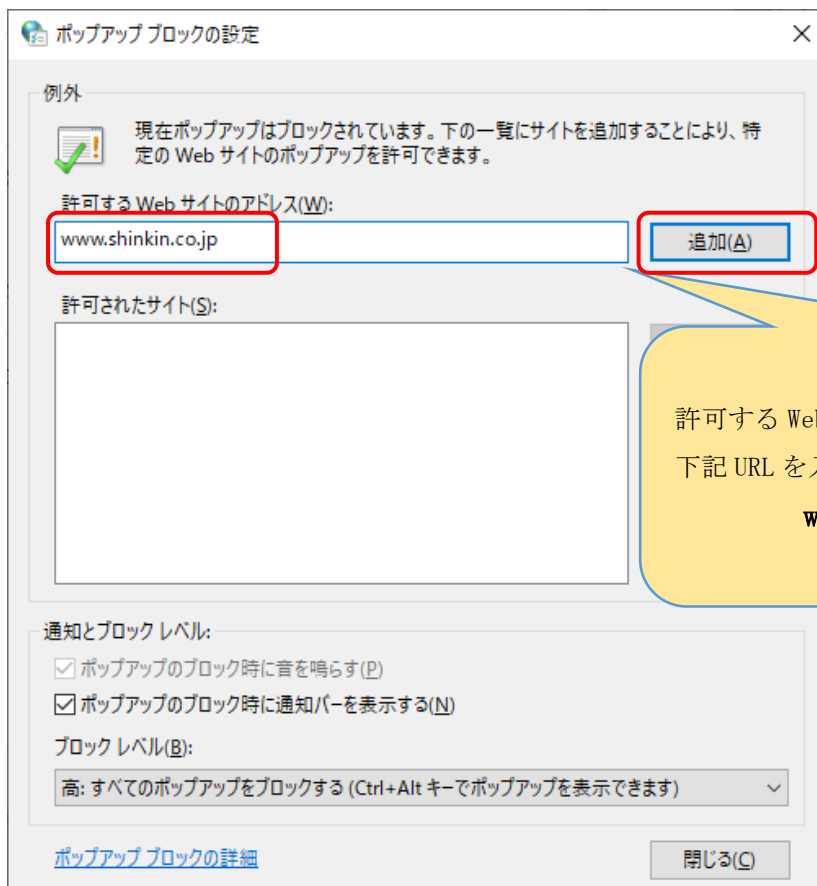 ポップアップ ブロックの設定
例外
現在ポップアップはブロックされています。下の一覧にサイトを追加することにより、特
定の Web サイトのポップアップを許可できます。
許可する Web サイトのアドレス(W):
www.shinkin.co.jp
追加(A)
許可されたサイト(S):
許可する We
下記 URL を
w
通知とブロック レベル:
ポップアップのブロック時に音を鳴らす(P)
ポップアップのブロック時に通知バーを表示する(N)
ブロック レベル(B):
高: すべてのポップアップをブロックする (Ctrl+Alt キーでポップアップを表示できます)
ポップアップ ブロックの詳細
閉じる(C)